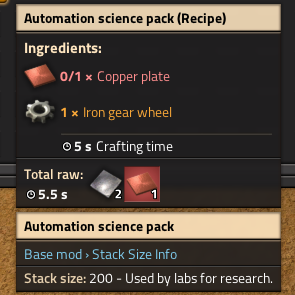 Automation science pack (Recipe)
Ingredients:
0/1 × Copper plate
1 × Iron gear wheel
5 s Crafting time
Total raw:
5.5 s 2 1
Automation science pack
Base mod › Stack Size Info
Stack size: 200 - Used by labs for research.